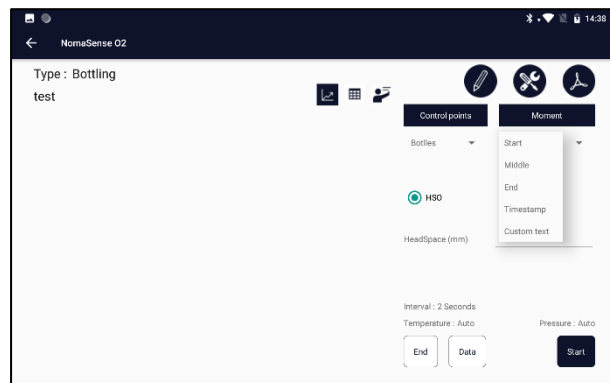 14:38
NomaSense O2
Type : Bottling
test
Control points
Moment
Botlles
Start
Middle
End
Timestamp
Custom text
HSO
HeadSpace (mm)
Interval : 2 Seconds
Temperature : Auto
Pressure : Auto
End
Data
Start